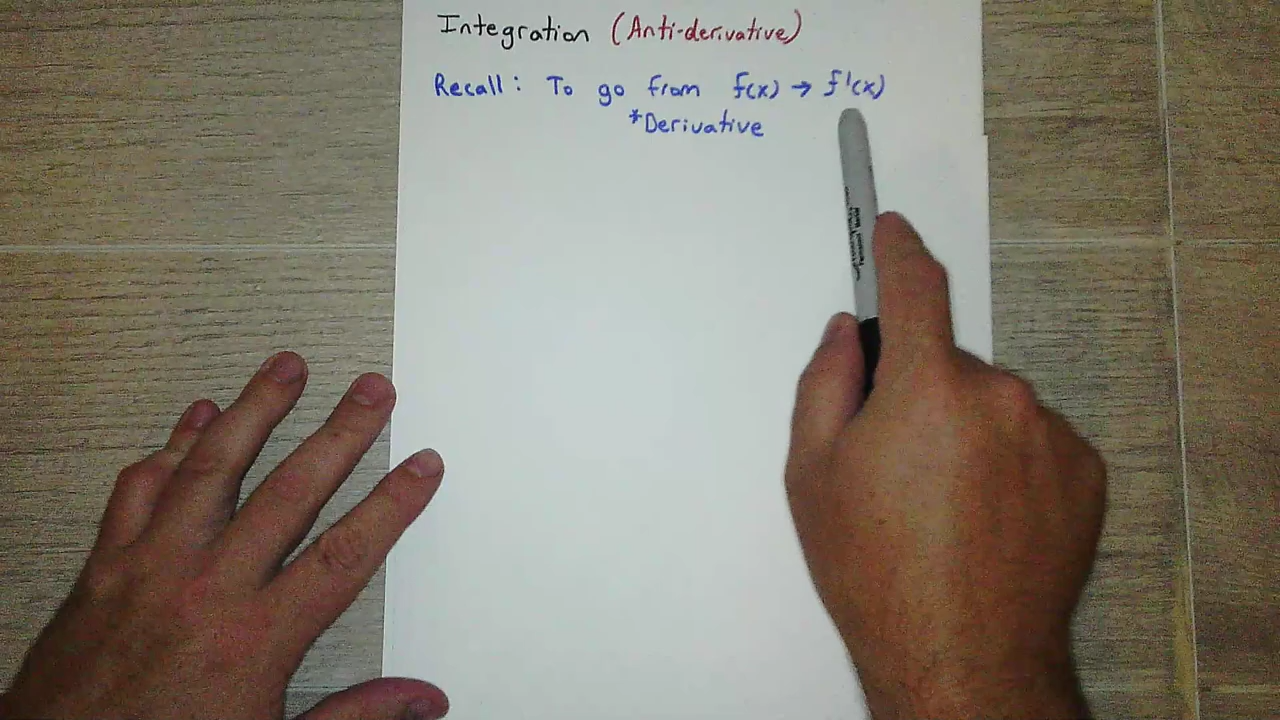 Integration (Anti-derivative)
Recall: To go from f(x) → f'(x)
*Derivative